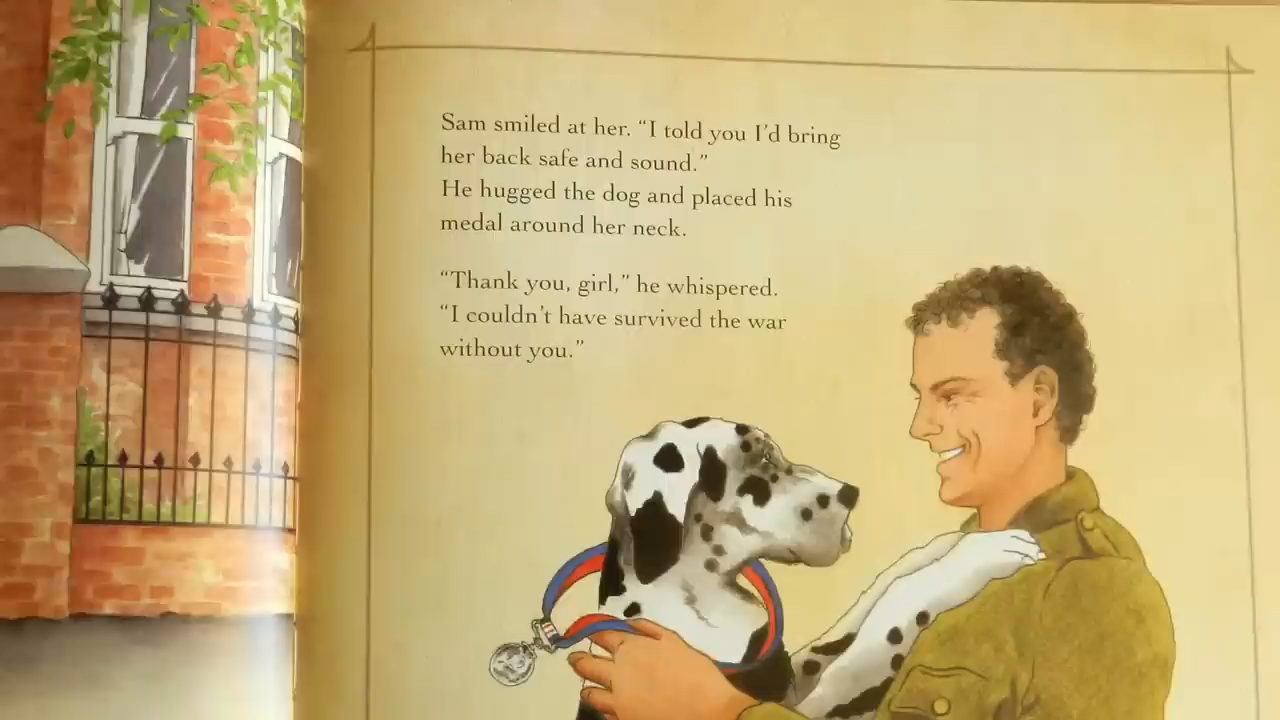 Sam smiled at her. “I told you I’d bring
her back safe and sound.”
He hugged the dog and placed his
medal around her neck.
“Thank you, girl,” he whispered.
“I couldn’t have survived the war
without you.”